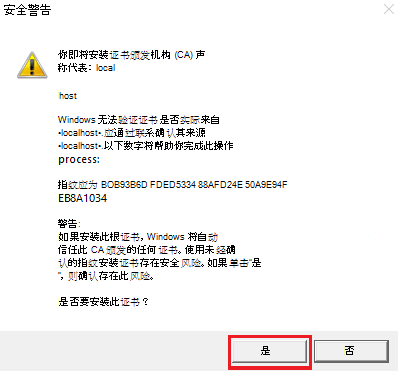 安全警告
你即将安装证书颁发机构 (CA) 声
称代表：local
host
Windows 无法验证证书是否实际来自
•localhost•.应通过联系确认其来源
•localhost•.以下数字将帮助你完成此操作
process:
指纹应为 BOB93B6D FDED5334 88AFD24E 50A9E94F
EB8A1034
警告:
如果安装此根证书，Windows 将自动
信任此 CA 颁发的任何证书。使用未经确
认的指纹安装证书存在安全风险。如果单击“是
”，则确认存在此风险。
是否要安装此证书？
是
否